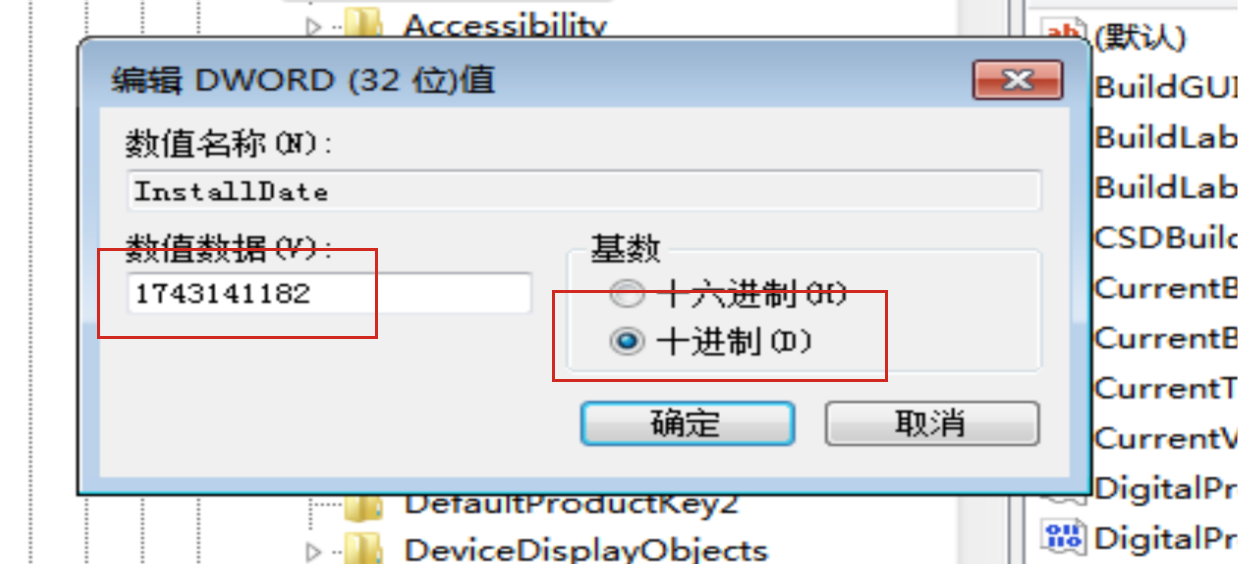 Accessibility
(默认)
编辑 DWORD (32 位)值
BuildGUI
数值名称(N):
BuildLab
InstallDate
BuildLab
数值数据(V):
基数
CSDBuild
1743141182
十六进制(H)
CurrentB
十进制(D)
CurrentB
CurrentT
确定
取消
CurrentV
DefaultProductKey2
DigitalPr
DeviceDisplayObjects
DigitalPr